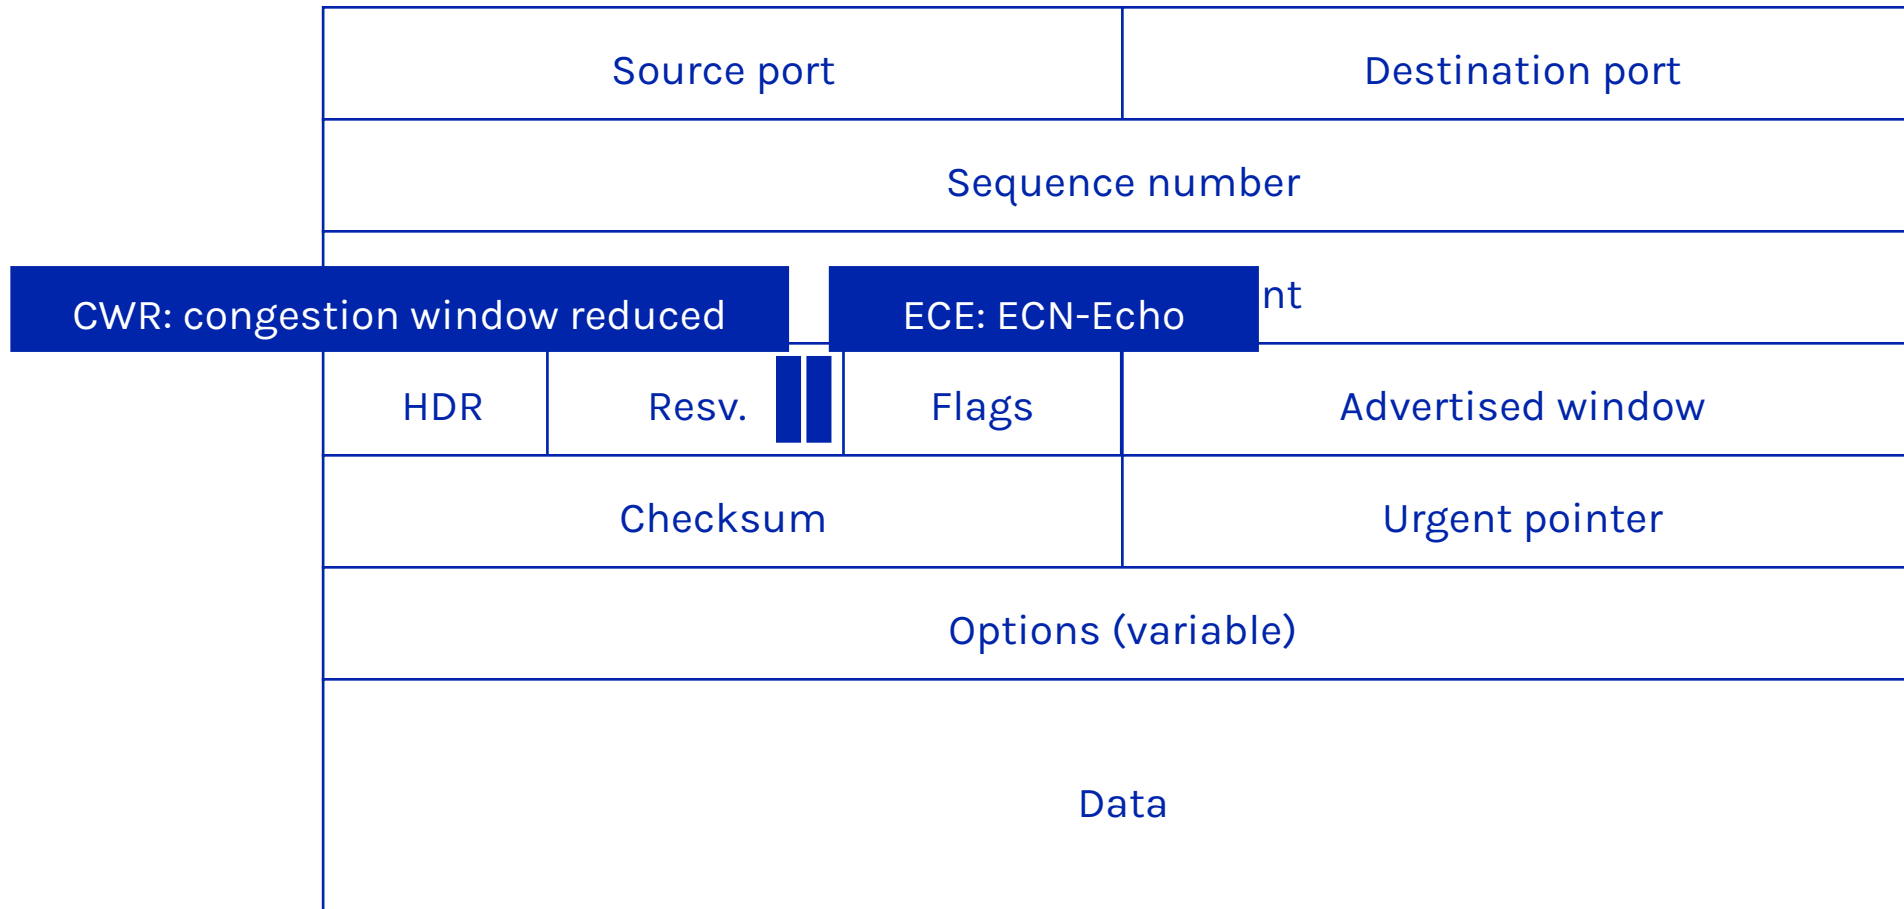 Source port
Destination port
Sequence number
CWR: congestion window reduced
ECE: ECN-Echo
nt
HDR
Resv.
Flags
Advertised window
Checksum
Urgent pointer
Options (variable)
Data